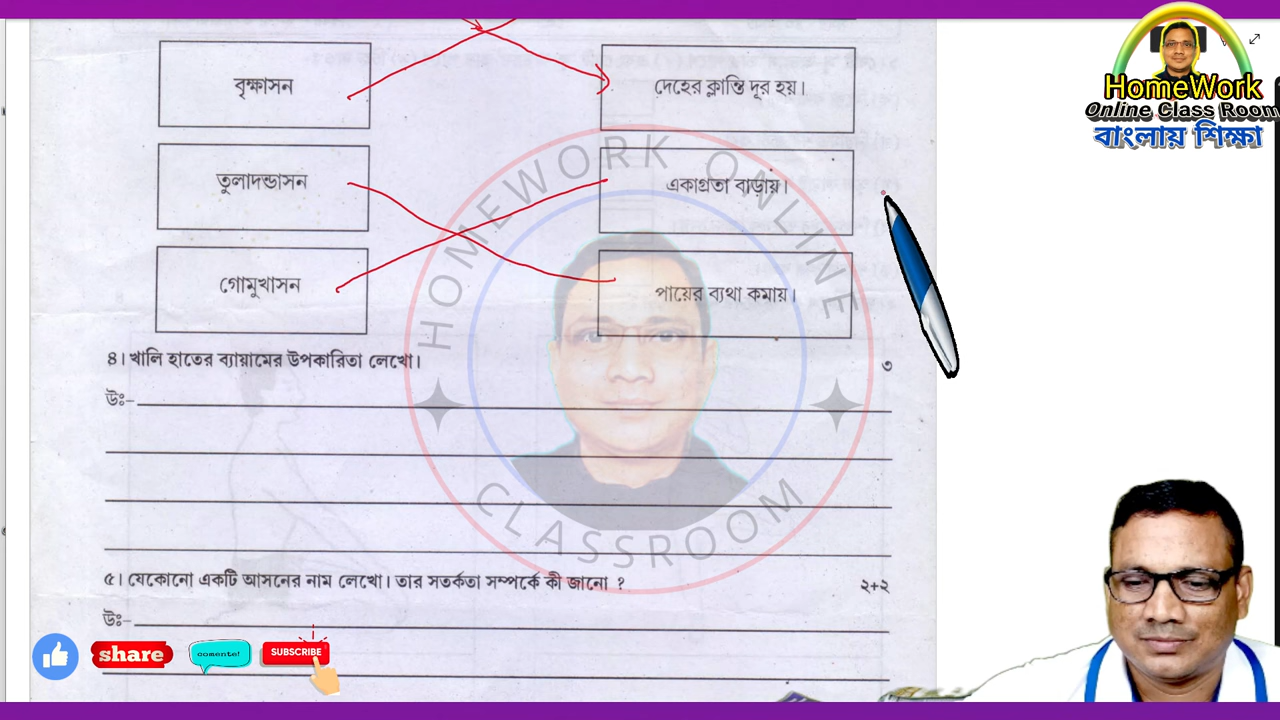 HomeWork
Online Class Room
বাংলায় শিক্ষা
বৃক্ষাসন
দেহের ক্লান্তি দূর হয়।
তুলাদন্ডাসন
একাগ্রতা বাড়ায়।
গোমুখাসন
পায়ের ব্যথা কমায়।
HOMEWORK ONLINE
CLASSROOM
৪। খালি হাতের ব্যায়ামের উপকারিতা লেখো। ৩
উঃ-
৫। যেকোনো একটি আসনের নাম লেখো। তার সতর্কতা সম্পর্কে কী জানো ? ২+২
উঃ-
share
comente!
SUBSCRIBE